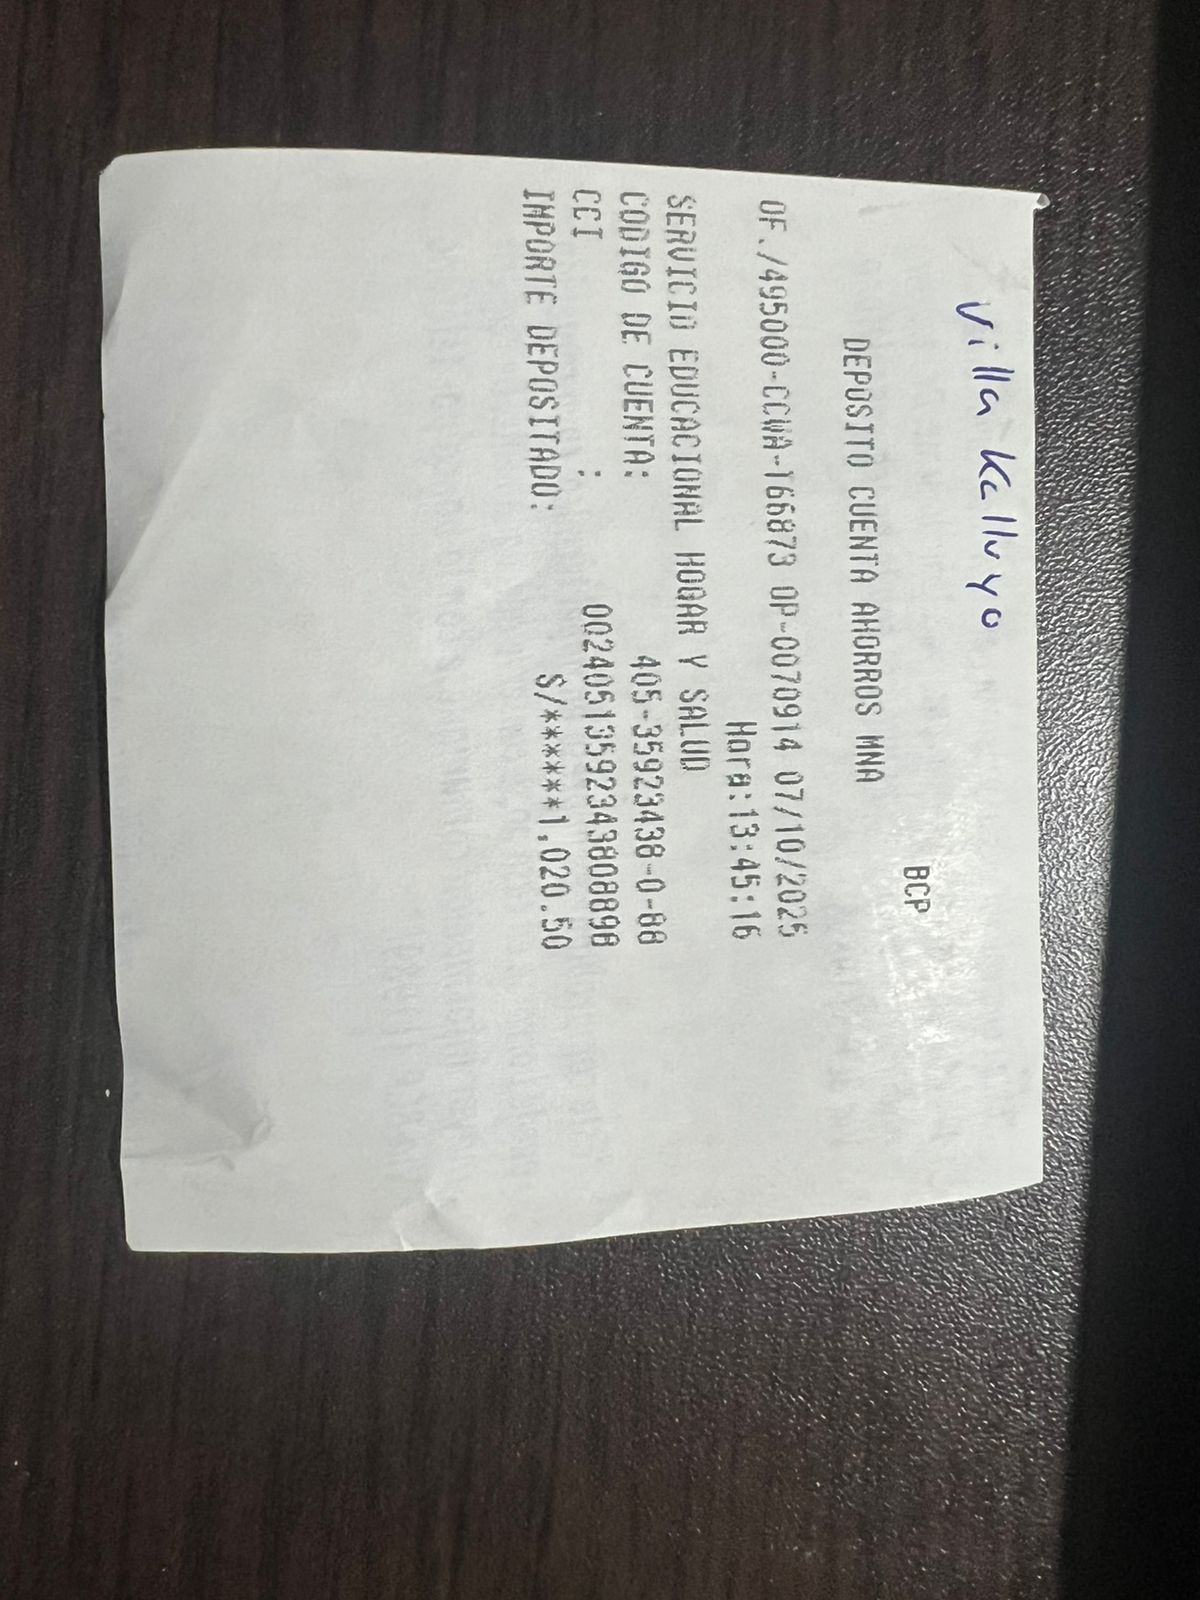 Villa Kalluyo
BCP
DEPOSITO CUENTA AHORROS MNA
OF./495000-CCWA-166873 OP-0070914 07/10/2025
Hora:13:45:16
SERVICIO EDUCACIONAL HOGAR Y SALUD
CODIGO DE CUENTA: 405-35923438-0-88
CCI : 00240513592343808898
IMPORTE DEPOSITADO: S/******1,020.50